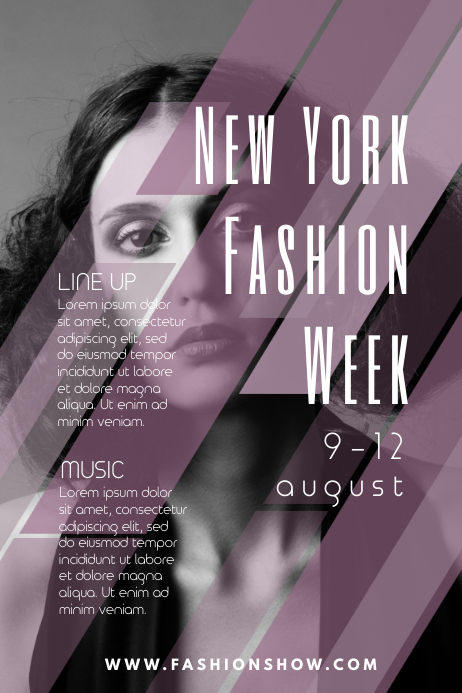 New York
Fashion
Week
9-12
august
LINE UP
Lorem ipsum dolor
sit amet, consectetur
adipiscing elit, sed
do eiusmod tempor
incididunt ut labore
et dolore magna
aliqua. Ut enim ad
minim veniam.
MUSIC
Lorem ipsum dolor
sit amet, consectetur
adipiscing elit, sed
do eiusmod tempor
incididunt ut labore
et dolore magna
aliqua. Ut enim ad
minim veniam.
WWW.FASHIONSHOW.COM